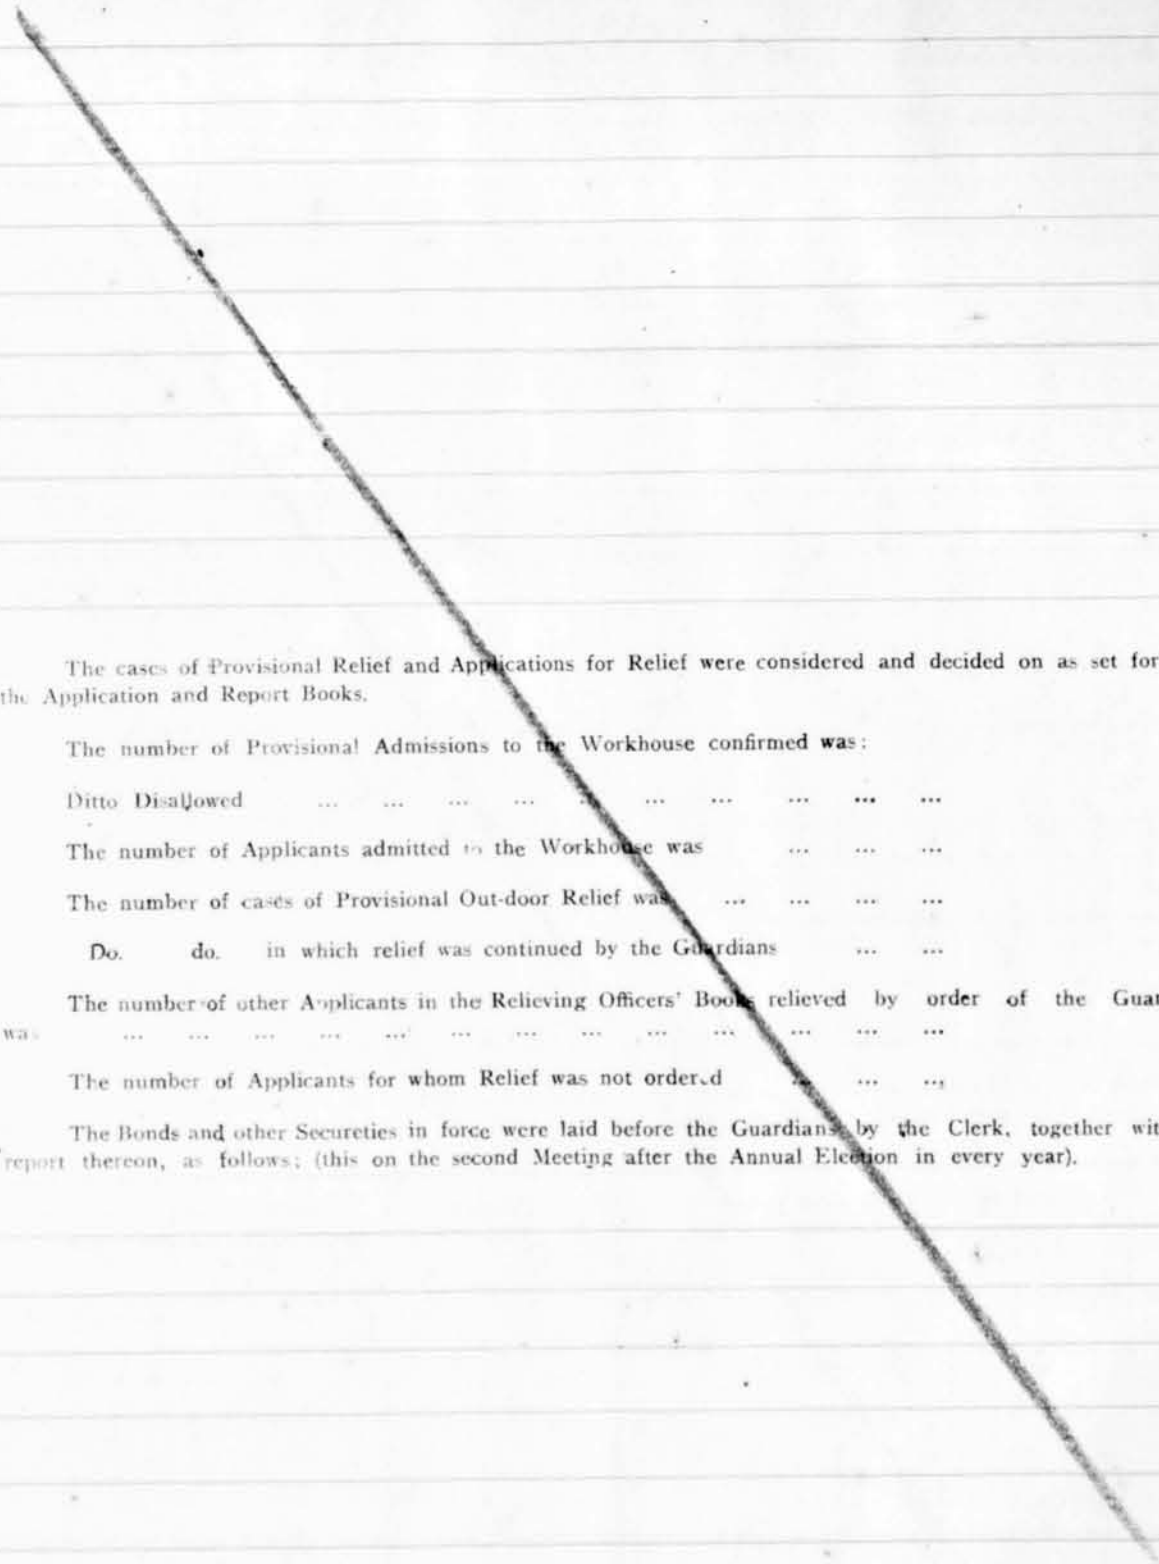 The cases of Provisional Relief and Applications for Relief were considered and decided on as set for
the Application and Report Books.
The number of Provisional Admissions to the Workhouse confirmed was:
Ditto Disallowed ... ... ... ... ... ... ... ... ... ...
The number of Applicants admitted to the Workhouse was ... ... ...
The number of cases of Provisional Out-door Relief was ... ... ... ...
Do. do. in which relief was continued by the Guardians ... ...
The number of other Applicants in the Relieving Officers' Books relieved by order of the Guar
was ... ... ... ... ... ... ... ... ... ... ... ... ...
The number of Applicants for whom Relief was not ordered ... ... ...
The Bonds and other Secureties in force were laid before the Guardians by the Clerk, together wit
report thereon, as follows; (this on the second Meeting after the Annual Election in every year).